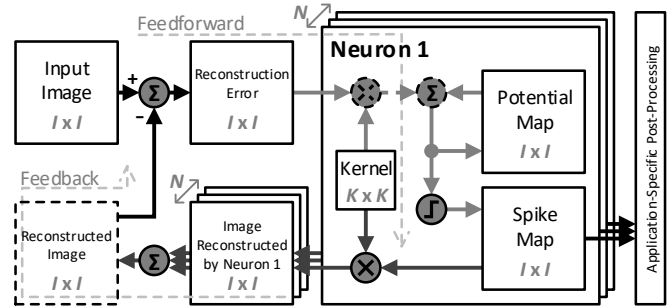 Feedforward
N
Input
Image
I x I
+
−
Σ
Reconstruction
Error
I x I
Neuron 1
Σ
Potential
Map
I x I
Kernel
K x K
Spike
Map
I x I
Feedback
N
Reconstructed
Image
I x I
Σ
Image
Reconstructed
by Neuron 1
I x I
Application-Specific Post-Processing